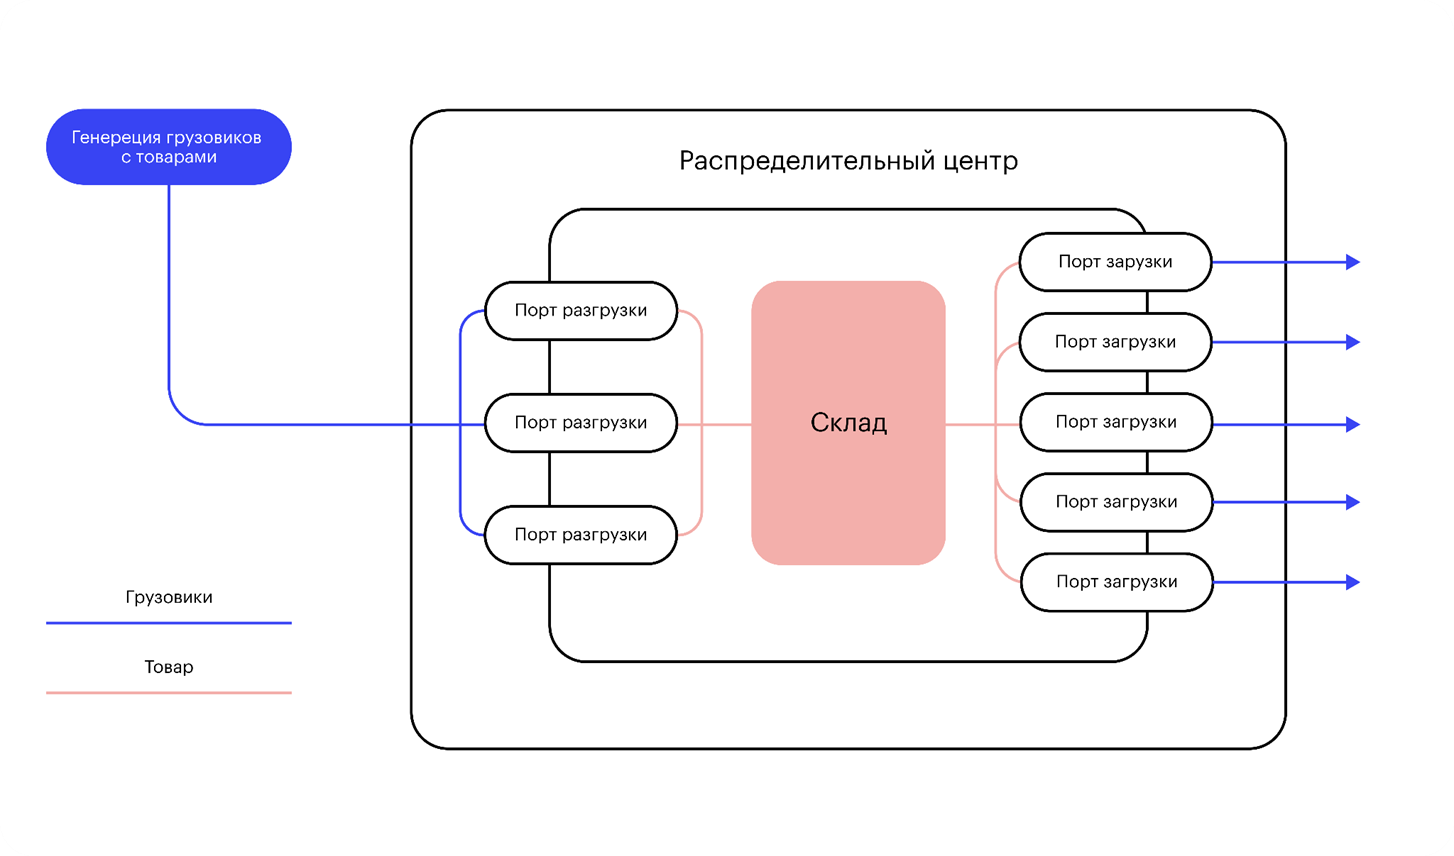 Генереция грузовиков
с товарами
Распределительный центр
Порт разгрузки
Порт разгрузки
Порт разгрузки
Склад
Порт зарузки
Порт загрузки
Порт загрузки
Порт загрузки
Порт загрузки
Грузовики
Товар